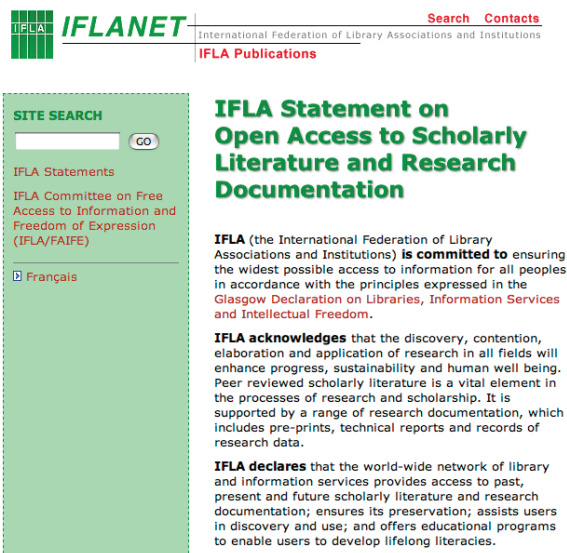 Search Contacts
IFLA
IFLANET
International Federation of Library Associations and Institutions
IFLA Publications
SITE SEARCH
GO
IFLA Statements
IFLA Committee on Free
Access to Information and
Freedom of Expression
(IFLA/FAIFE)
Français
IFLA Statement on
Open Access to Scholarly
Literature and Research
Documentation
IFLA (the International Federation of Library
Associations and Institutions) is committed to ensuring
the widest possible access to information for all peoples
in accordance with the principles expressed in the
Glasgow Declaration on Libraries, Information Services
and Intellectual Freedom.
IFLA acknowledges that the discovery, contention,
elaboration and application of research in all fields will
enhance progress, sustainability and human well being.
Peer reviewed scholarly literature is a vital element in
the processes of research and scholarship. It is
supported by a range of research documentation, which
includes pre-prints, technical reports and records of
research data.
IFLA declares that the world-wide network of library
and information services provides access to past,
present and future scholarly literature and research
documentation; ensures its preservation; assists users
in discovery and use; and offers educational programs
to enable users to develop lifelong literacies.